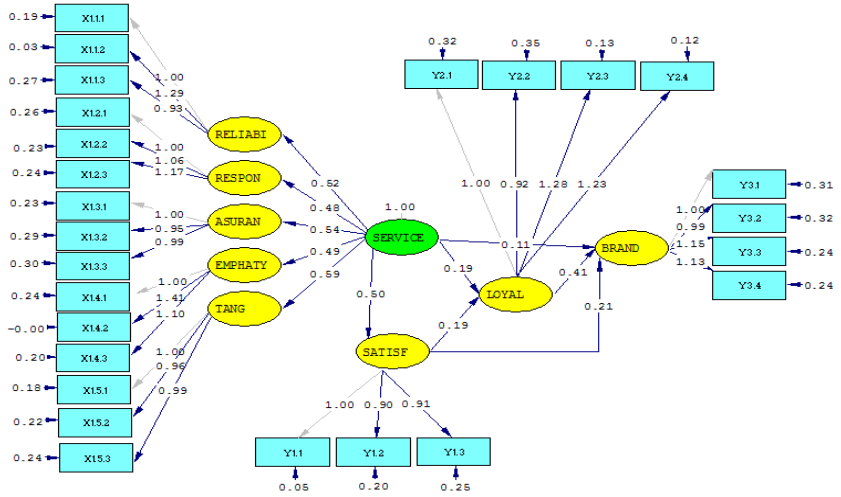 0.19 X1.1.1
0.03 X1.1.2
0.27 X1.1.3
0.26 X1.2.1
0.23 X1.2.2
0.24 X1.2.3
0.23 X1.3.1
0.29 X1.3.2
0.30 X1.3.3
0.24 X1.4.1
-0.00 X1.4.2
0.20 X1.4.3
0.18 X1.5.1
0.22 X1.5.2
0.24 X1.5.3
1.00
1.29
0.93
1.00
1.06
1.17
1.00
0.95
0.99
1.00
1.41
1.10
1.00
0.96
0.99
RELIABI
RESPON
ASURAN
EMPHATY
TANG
0.52
0.48
0.54
0.49
0.59
1.00
SERVICE
0.50
0.19
0.11
0.19
0.41
0.21
SATISF
LOYAL
BRAND
0.32 0.35 0.13 0.12
Y2.1 Y2.2 Y2.3 Y2.4
1.00 0.92 1.28 1.23
1.00
0.99
1.15
1.13
Y3.1 0.31
Y3.2 0.32
Y3.3 0.24
Y3.4 0.24
1.00 0.90 0.91
Y1.1 Y1.2 Y1.3
0.05 0.20 0.25